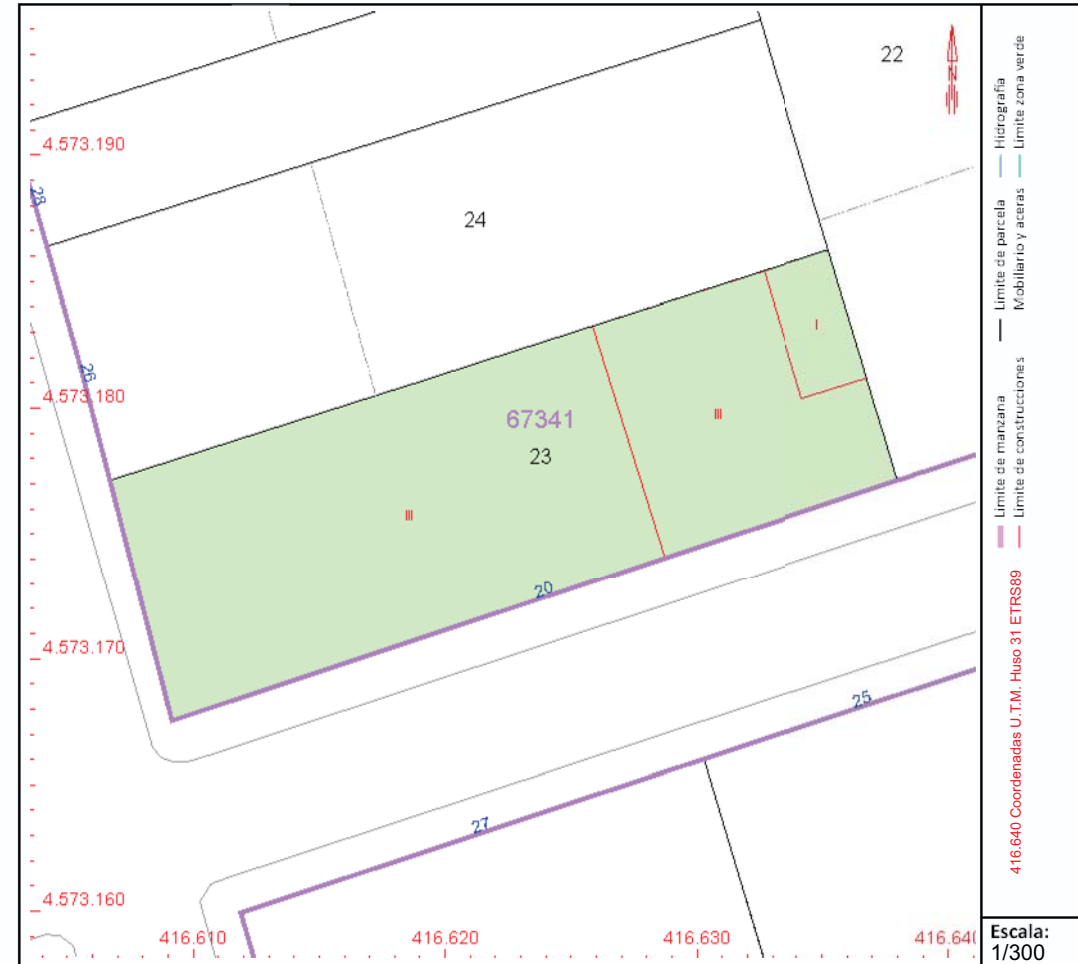 22
N
4.573.190
28
24
I
26
4.573.180
67341
III
23
III
20
4.573.170
25
27
4.573.160
416.610
416.620
416.630
416.640
Hidrografía
Límite zona verde
Límite de parcela
Mobiliario y aceras
Límite de manzana
Límite de construcciones
416.640 Coordenadas U.T.M. Huso 31 ETRS89
Escala:
1/300